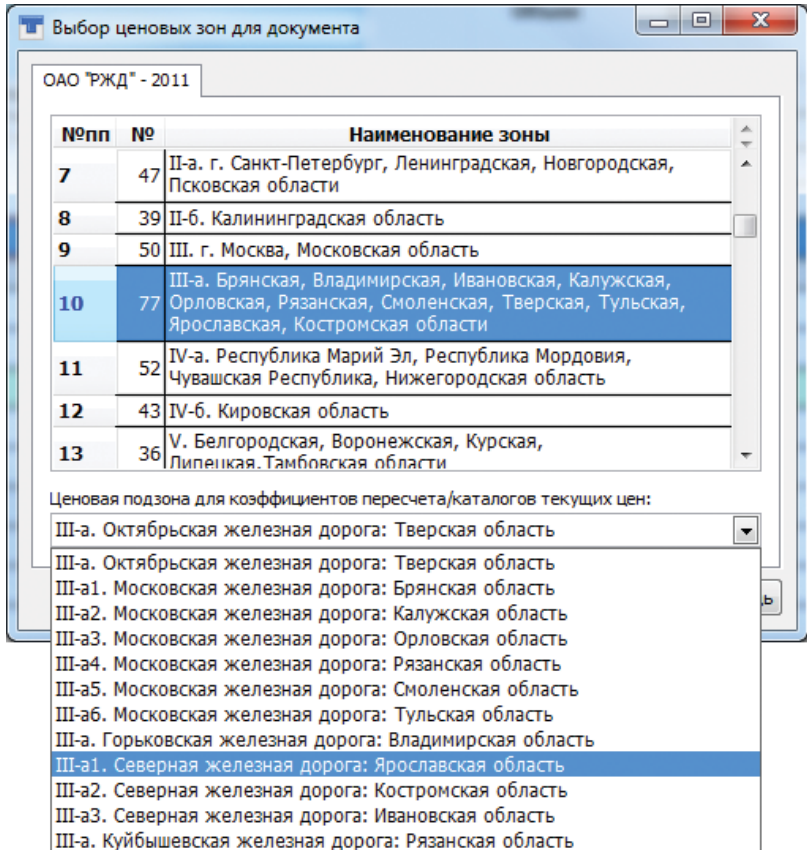 Выбор ценовых зон для документа
ОАО "РЖД" - 2011
№пп № Наименование зоны
7 47 II-а. г. Санкт-Петербург, Ленинградская, Новгородская,
Псковская области
8 39 II-б. Калининградская область
9 50 III. г. Москва, Московская область
10 77 III-а. Брянская, Владимирская, Ивановская, Калужская,
Орловская, Рязанская, Смоленская, Тверская, Тульская,
Ярославская, Костромская области
11 52 IV-а. Республика Марий Эл, Республика Мордовия,
Чувашская Республика, Нижегородская область
12 43 IV-б. Кировская область
13 36 V. Белгородская, Воронежская, Курская,
Липецкая,Тамбовская области
Ценовая подзона для коэффициентов пересчета/каталогов текущих цен:
III-а. Октябрьская железная дорога: Тверская область
III-а. Октябрьская железная дорога: Тверская область
III-а1. Московская железная дорога: Брянская область
III-а2. Московская железная дорога: Калужская область
III-а3. Московская железная дорога: Орловская область
III-а4. Московская железная дорога: Рязанская область
III-а5. Московская железная дорога: Смоленская область
III-а6. Московская железная дорога: Тульская область
III-а. Горьковская железная дорога: Владимирская область
III-а1. Северная железная дорога: Ярославская область
III-а2. Северная железная дорога: Костромская область
III-а3. Северная железная дорога: Ивановская область
III-а. Куйбышевская железная дорога: Рязанская область